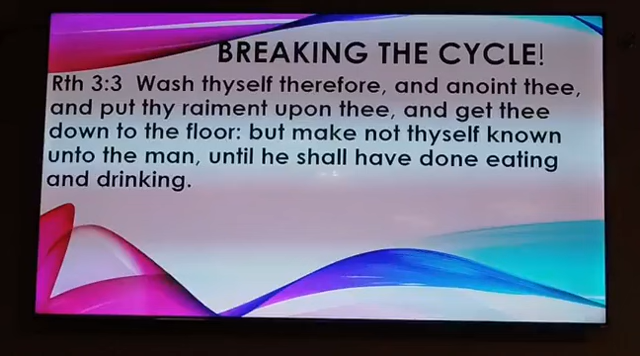 BREAKING THE CYCLE!
Rth 3:3 Wash thyself therefore, and anoint thee,
and put thy raiment upon thee, and get thee
down to the floor: but make not thyself known
unto the man, until he shall have done eating
and drinking.